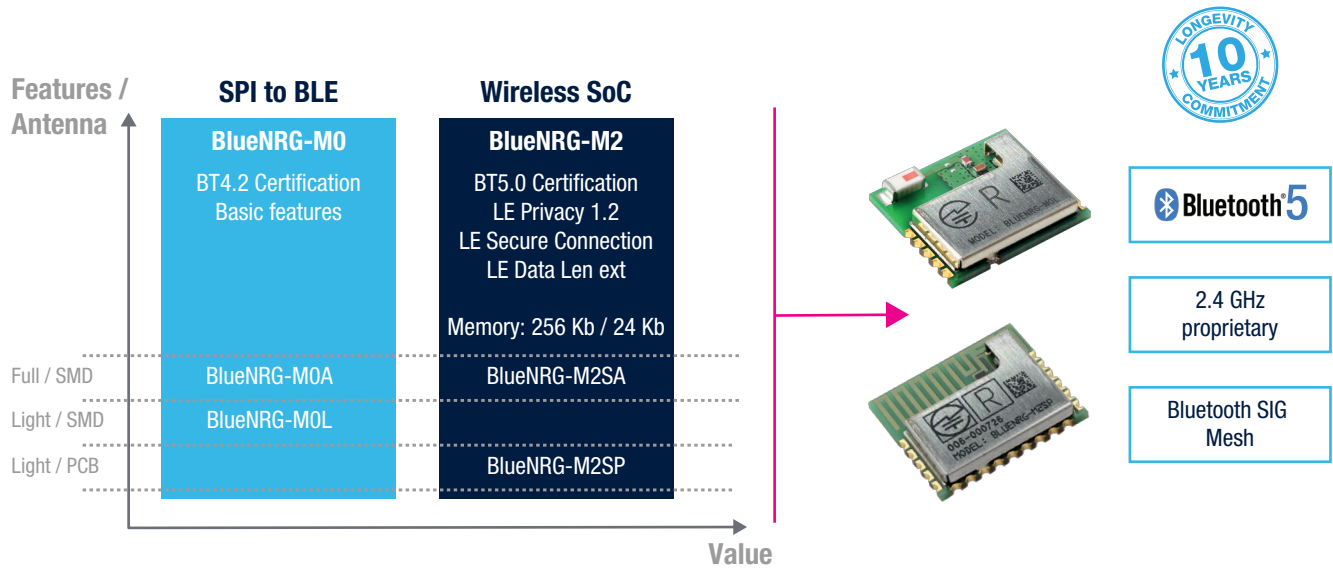 LONGEVITY
10
YEARS
COMMITMENT
Features /
Antenna
SPI to BLE
Wireless SoC
BlueNRG-M0
BT4.2 Certification
Basic features
BlueNRG-M2
BT5.0 Certification
LE Privacy 1.2
LE Secure Connection
LE Data Len ext
Memory: 256 Kb / 24 Kb
Full / SMD
BlueNRG-M0A
BlueNRG-M2SA
Light / SMD
BlueNRG-M0L
Light / PCB
BlueNRG-M2SP
Value
R
MODEL: BLUENRG-M0L
R
006-000726
MODEL: BLUENRG-M2SP
Bluetooth® 5
2.4 GHz
proprietary
Bluetooth SIG
Mesh